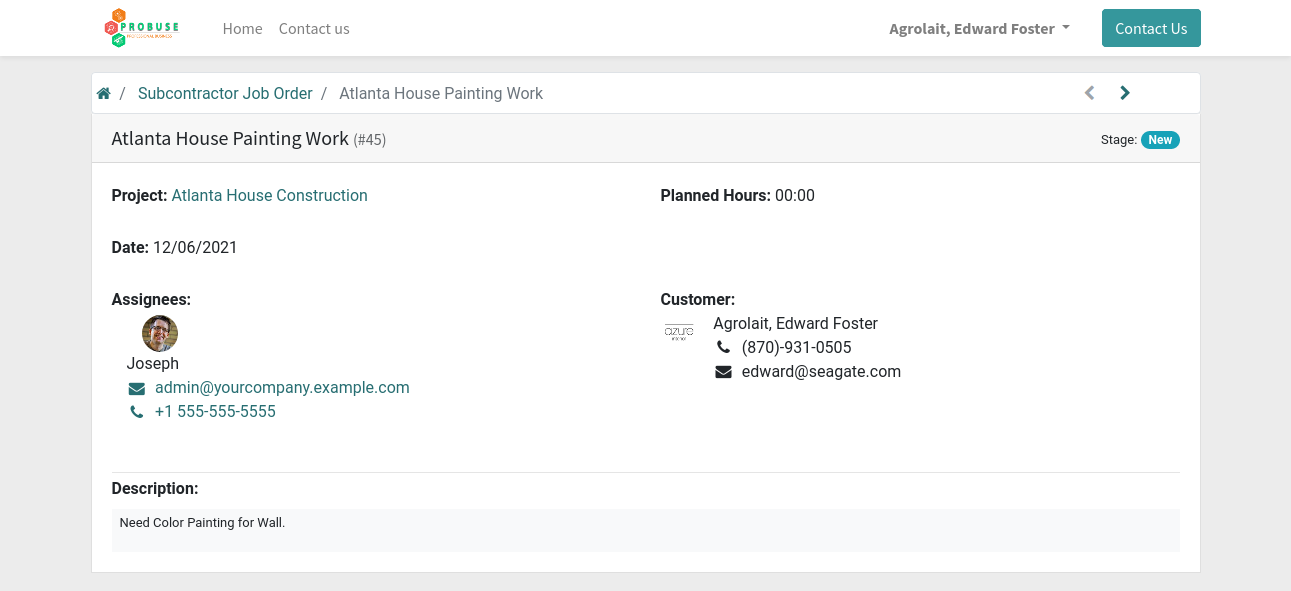 PROBUSE
Home
Contact us
Agrolait, Edward Foster
Contact Us
/ Subcontractor Job Order / Atlanta House Painting Work
Atlanta House Painting Work (#45)
Stage: New
Project: Atlanta House Construction
Planned Hours: 00:00
Date: 12/06/2021
Assignees:
Joseph
admin@yourcompany.example.com
+1 555-555-5555
Customer:
azure
Agrolait, Edward Foster
(870)-931-0505
edward@seagate.com
Description:
Need Color Painting for Wall.